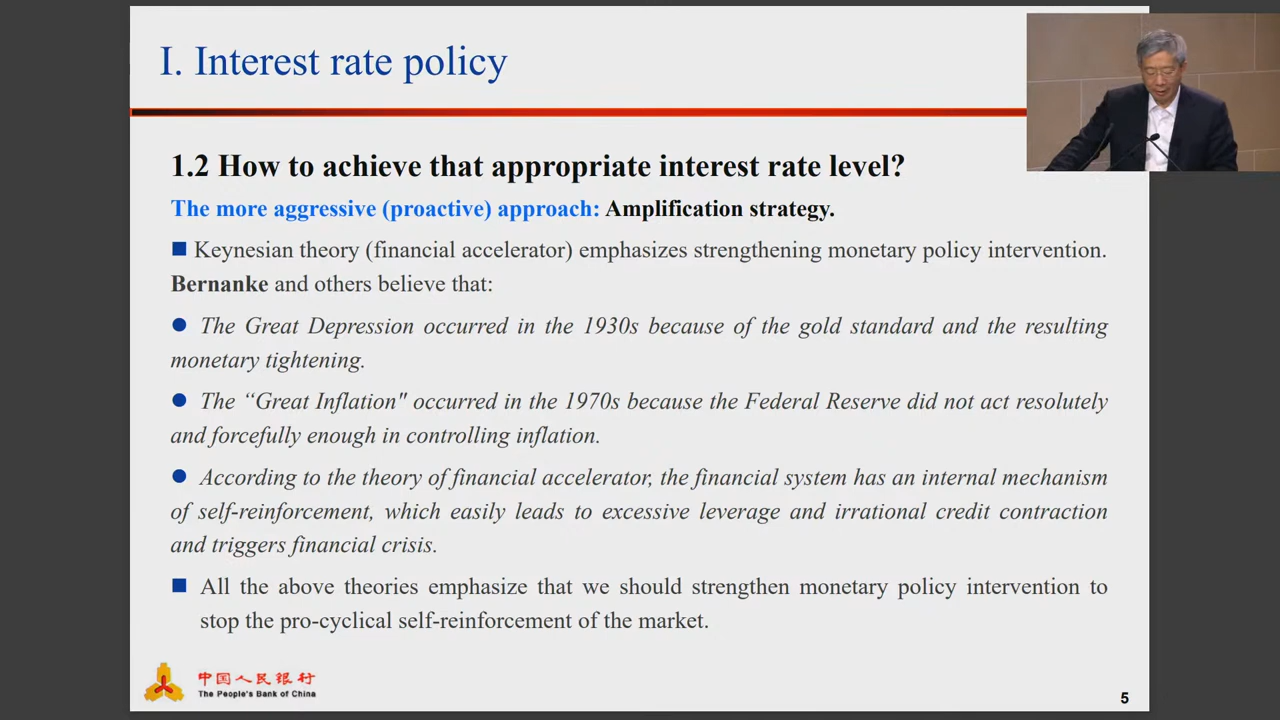 I. Interest rate policy
1.2 How to achieve that appropriate interest rate level?
The more aggressive (proactive) approach: Amplification strategy.
Keynesian theory (financial accelerator) emphasizes strengthening monetary policy intervention.
Bernanke and others believe that:
The Great Depression occurred in the 1930s because of the gold standard and the resulting
monetary tightening.
The “Great Inflation" occurred in the 1970s because the Federal Reserve did not act resolutely
and forcefully enough in controlling inflation.
According to the theory of financial accelerator, the financial system has an internal mechanism
of self-reinforcement, which easily leads to excessive leverage and irrational credit contraction
and triggers financial crisis.
All the above theories emphasize that we should strengthen monetary policy intervention to
stop the pro-cyclical self-reinforcement of the market.
中国人民银行
The People's Bank of China
5